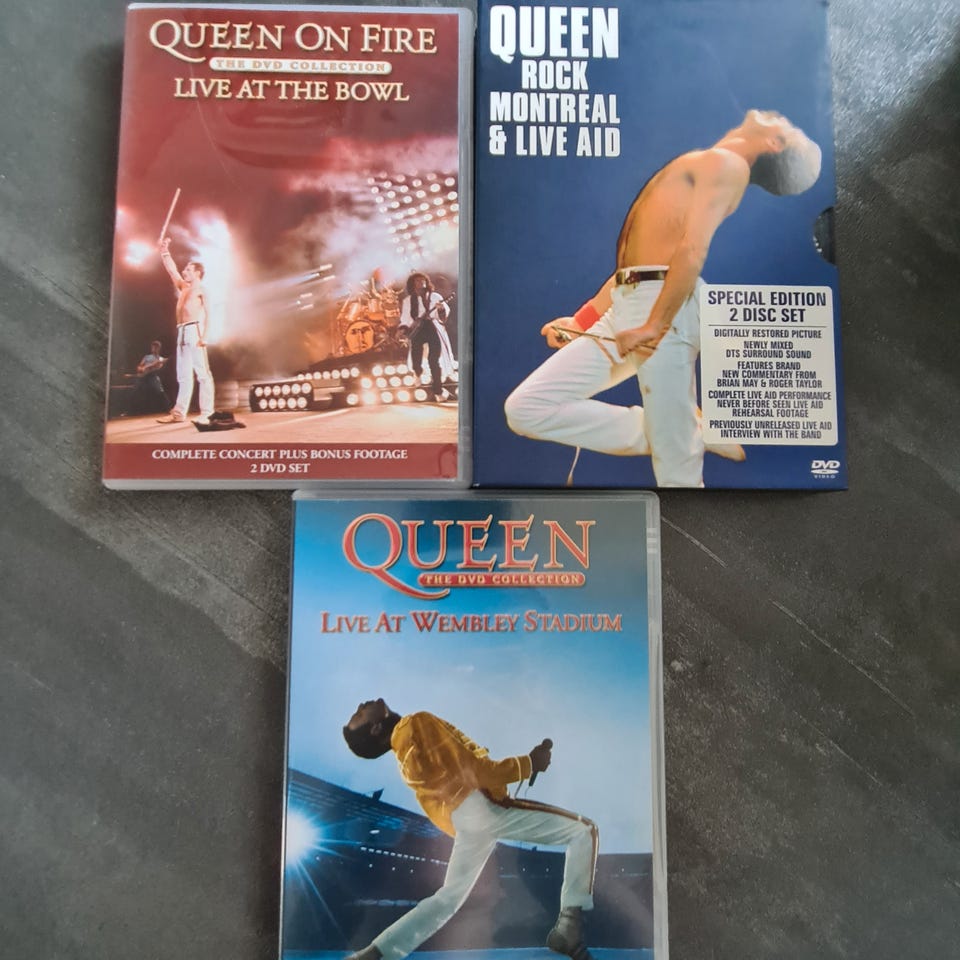 QUEEN ON FIRE
THE DVD COLLECTION
LIVE AT THE BOWL
COMPLETE CONCERT PLUS BONUS FOOTAGE
2 DVD SET
QUEEN
ROCK
MONTREAL
& LIVE AID
SPECIAL EDITION
2 DISC SET
DIGITALLY RESTORED PICTURE
NEWLY MIXED
DTS SURROUND SOUND
FEATURES BRAND
NEW COMMENTARY FROM
BRIAN MAY & ROGER TAYLOR
COMPLETE LIVE AID PERFORMANCE
NEVER BEFORE SEEN LIVE AID
REHEARSAL FOOTAGE
PREVIOUSLY UNRELEASED LIVE AID
INTERVIEW WITH THE BAND
DVD
VIDEO
QUEEN
THE DVD COLLECTION
LIVE AT WEMBLEY STADIUM